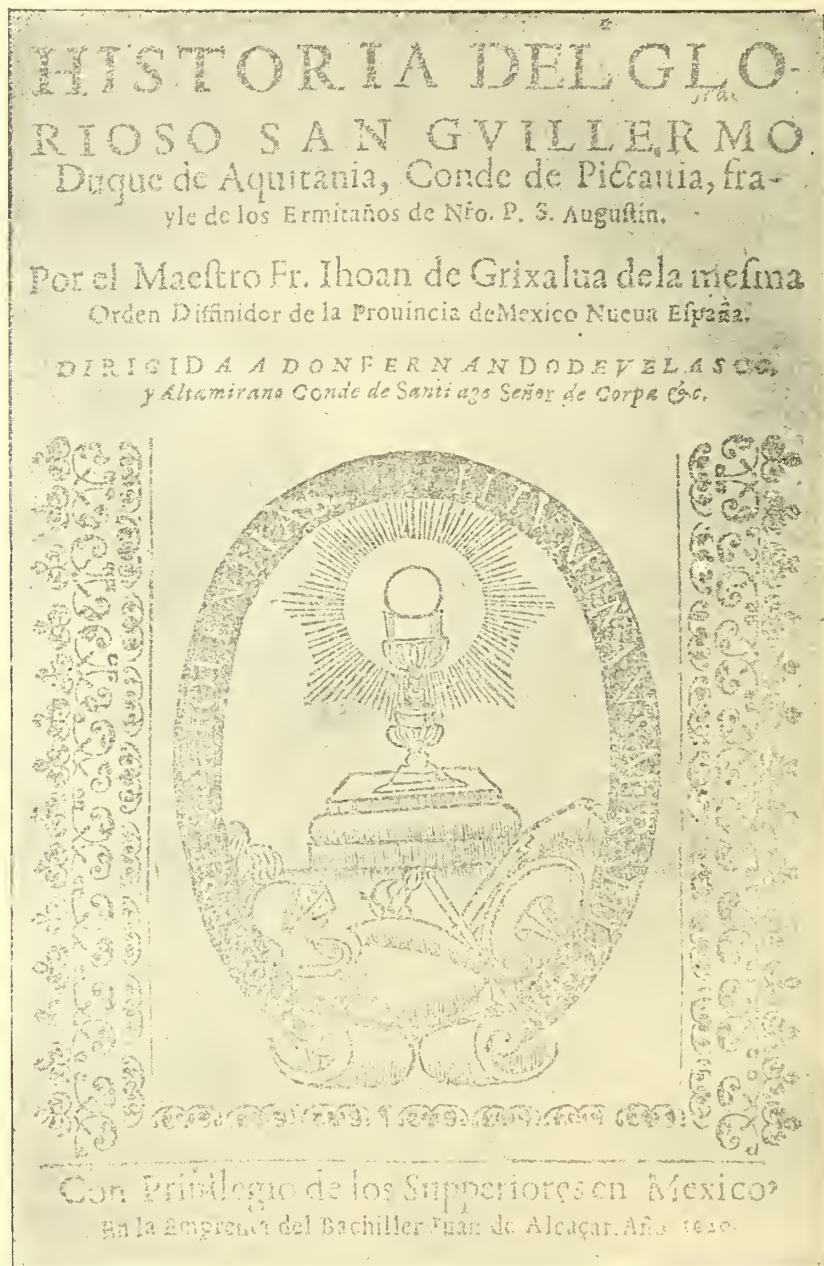 HISTORIA DEL GLO-
RIOSO SAN GVILLERMO
Duque de Aquitania, Conde de Pictauia, fra-
yle de los Ermitaños de Nro. P. S. Auguſtin.
Por el Maeſtro Fr. Ihoan de Grixalua dela meſma
Orden Diffinidor de la Prouincia deMexico Nueua Eſpaña.
DIRIGIDA A DON FERNANDO DE VELASCO,
y Altamirano Conde de Santiago Señor de Corpa &c.
Con Priuilegio de los Supperiores en Mexico
En la Emprenta del Bachiller Iuan de Alcaçar. Año 1620.